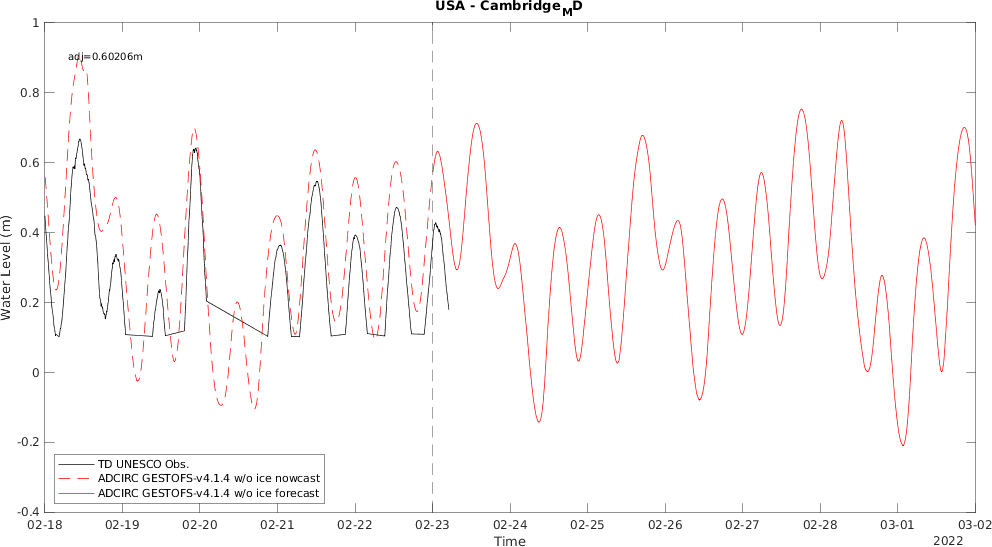 USA - Cambridge_MD
adj=0.60206m
Water Level (m)
1
0.8
0.6
0.4
0.2
0
-0.2
-0.4
TD UNESCO Obs.
ADCIRC GESTOFS-v4.1.4 w/o ice nowcast
ADCIRC GESTOFS-v4.1.4 w/o ice forecast
02-18 02-19 02-20 02-21 02-22 02-23 02-24 02-25 02-26 02-27 02-28 03-01 03-02
Time
2022